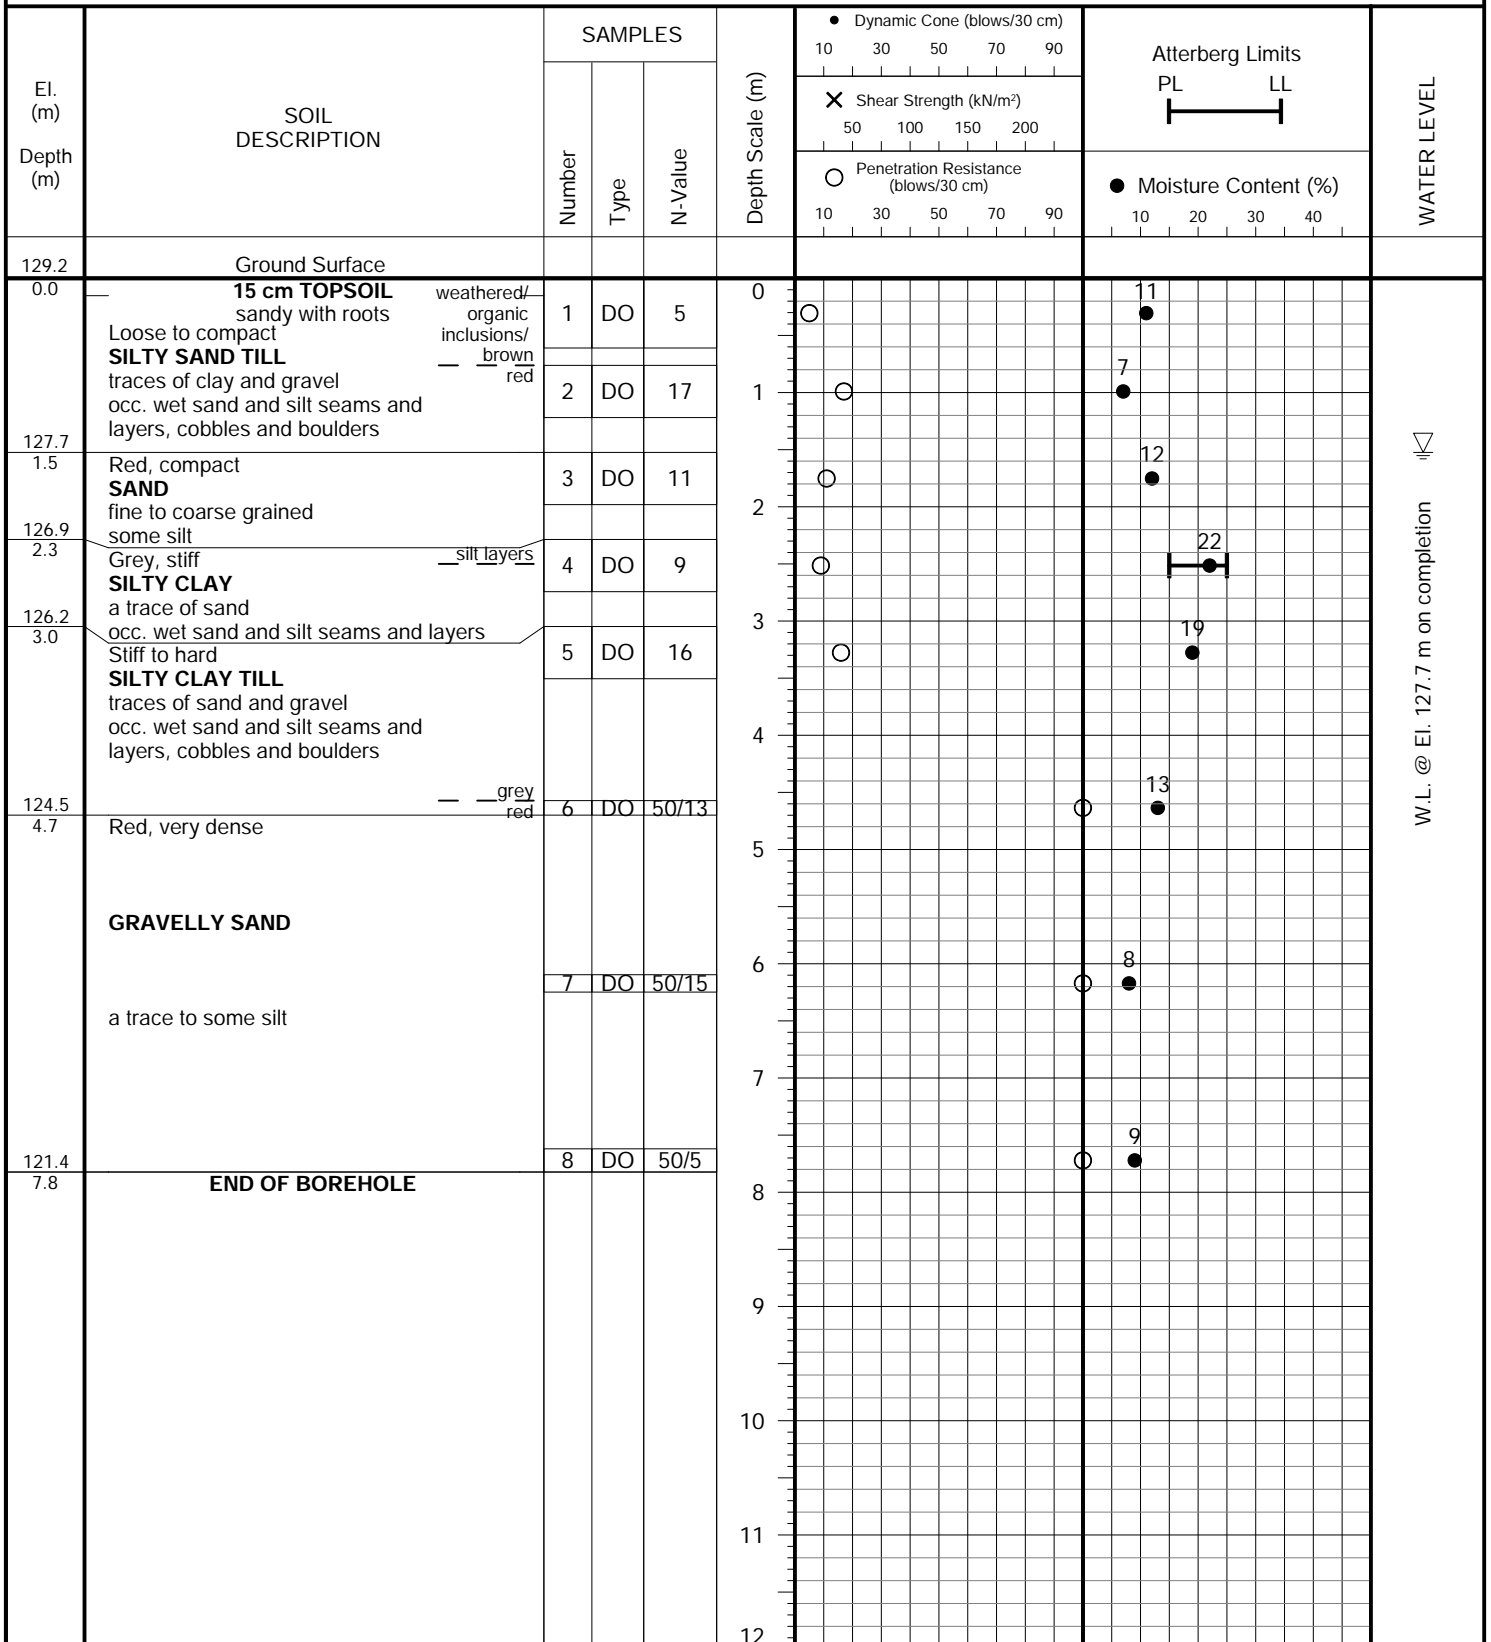 El.
(m)
Depth
(m)
SOIL
DESCRIPTION
SAMPLES
Number
Type
N-Value
Depth Scale (m)
Dynamic Cone (blows/30 cm)
10 30 50 70 90
Shear Strength (kN/m²)
50 100 150 200
Penetration Resistance
(blows/30 cm)
10 30 50 70 90
Atterberg Limits
PL LL
Moisture Content (%)
10 20 30 40
WATER LEVEL
129.2 Ground Surface
0.0 15 cm TOPSOIL
sandy with roots
weathered/
organic
inclusions/
brown
red
Loose to compact
SILTY SAND TILL
traces of clay and gravel
occ. wet sand and silt seams and
layers, cobbles and boulders
1 DO 5
2 DO 17
127.7
1.5
Red, compact
SAND
fine to coarse grained
some silt
3 DO 11
126.9
2.3
Grey, stiff silt layers
SILTY CLAY
a trace of sand
occ. wet sand and silt seams and layers
4 DO 9
126.2
3.0
Stiff to hard
SILTY CLAY TILL
traces of sand and gravel
occ. wet sand and silt seams and
layers, cobbles and boulders
grey
red
5 DO 16
6 DO 50/13
124.5
4.7
Red, very dense
GRAVELLY SAND
a trace to some silt
7 DO 50/15
8 DO 50/5
121.4
7.8
END OF BOREHOLE
0
1
2
3
4
5
6
7
8
9
10
11
12
11
7
12
22
19
13
8
9
W.L. @ El. 127.7 m on completion